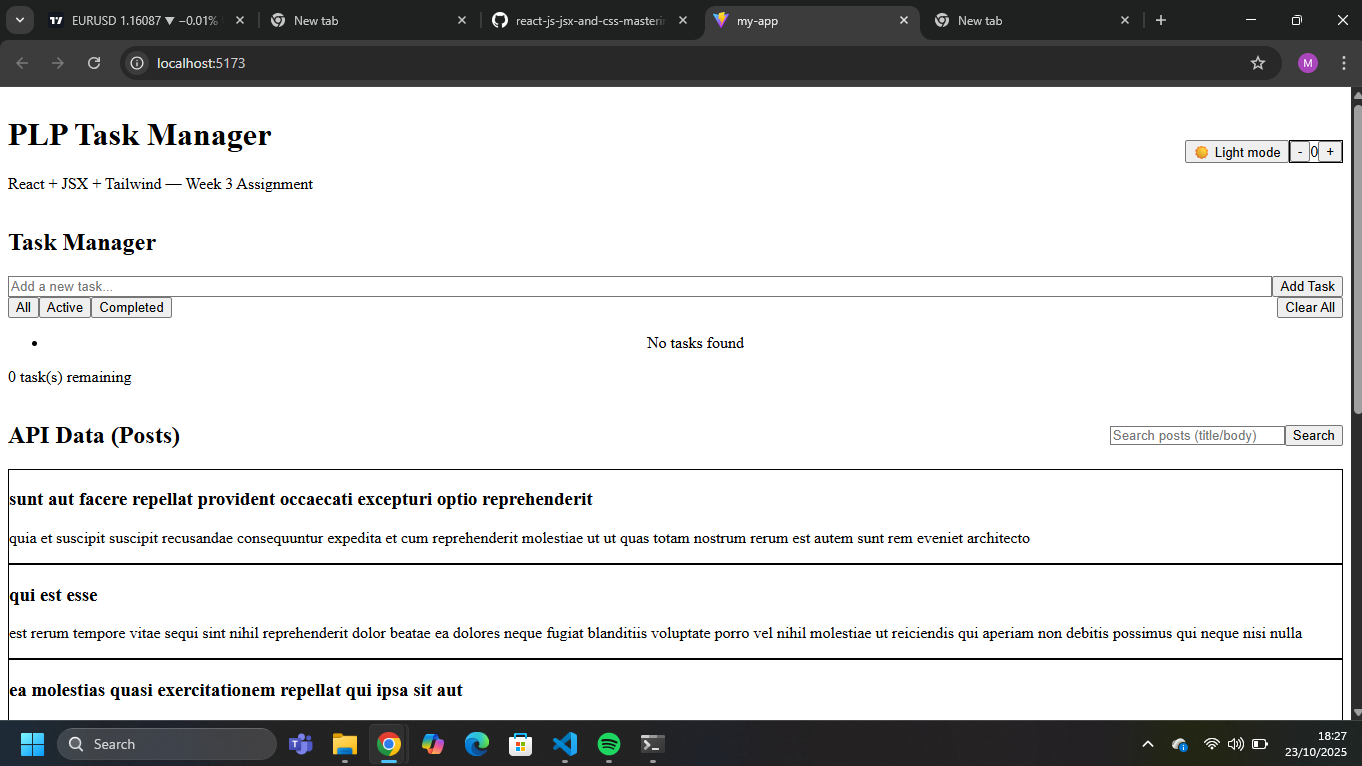 EURUSD 1.16087 ▼ −0.01%
New tab
react-js-jsx-and-css-masterin
my-app
New tab
localhost:5173
M
PLP Task Manager
Light mode - 0 +
React + JSX + Tailwind — Week 3 Assignment
Task Manager
Add a new task... Add Task
All Active Completed Clear All
• No tasks found
0 task(s) remaining
API Data (Posts) Search posts (title/body) Search
sunt aut facere repellat provident occaecati excepturi optio reprehenderit
quia et suscipit suscipit recusandae consequuntur expedita et cum reprehenderit molestiae ut ut quas totam nostrum rerum est autem sunt rem eveniet architecto
qui est esse
est rerum tempore vitae sequi sint nihil reprehenderit dolor beatae ea dolores neque fugiat blanditiis voluptate porro vel nihil molestiae ut reiciendis qui aperiam non debitis possimus qui neque nisi nulla
ea molestias quasi exercitationem repellat qui ipsa sit aut
Search
18:27
23/10/2025